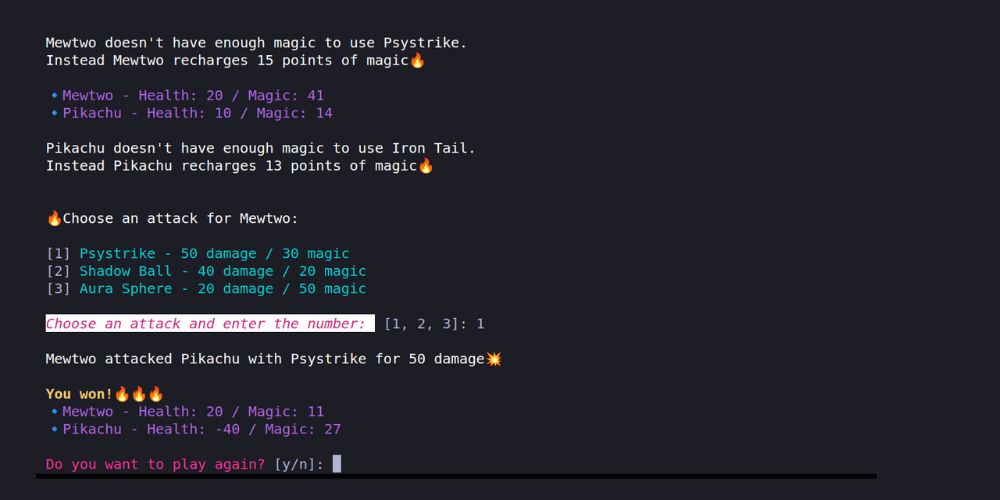 Mewtwo doesn't have enough magic to use Psystrike.
Instead Mewtwo recharges 15 points of magic🔥
🔹Mewtwo - Health: 20 / Magic: 41
🔹Pikachu - Health: 10 / Magic: 14
Pikachu doesn't have enough magic to use Iron Tail.
Instead Pikachu recharges 13 points of magic🔥
🔥Choose an attack for Mewtwo:
[1] Psystrike - 50 damage / 30 magic
[2] Shadow Ball - 40 damage / 20 magic
[3] Aura Sphere - 20 damage / 50 magic
Choose an attack and enter the number: [1, 2, 3]: 1
Mewtwo attacked Pikachu with Psystrike for 50 damage💥
You won!🔥🔥🔥
🔹Mewtwo - Health: 20 / Magic: 11
🔹Pikachu - Health: -40 / Magic: 27
Do you want to play again? [y/n]: